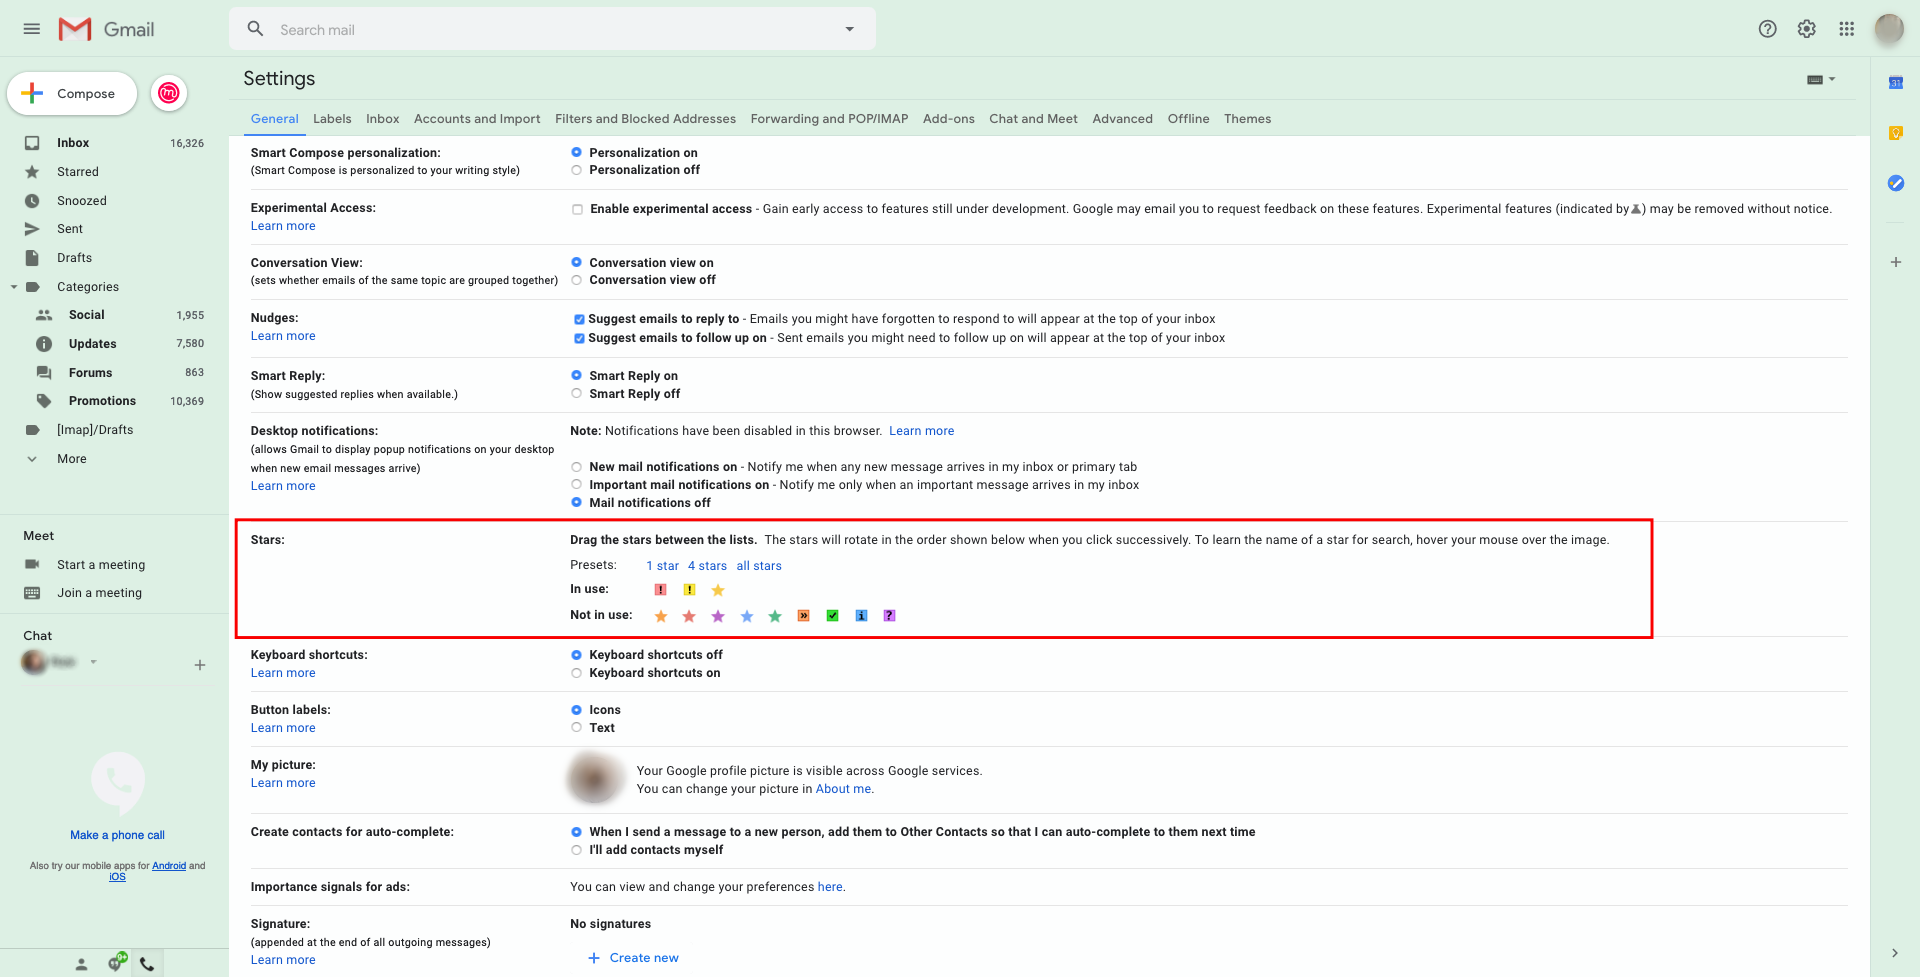 Gmail
Search mail
Compose
Inbox 16,326
Starred
Snoozed
Sent
Drafts
Categories
Social 1,955
Updates 7,580
Forums 863
Promotions 10,369
[Imap]/Drafts
More
Meet
Start a meeting
Join a meeting
Chat
Make a phone call
Also try our mobile apps for Android and
iOS
9+
Settings
General Labels Inbox Accounts and Import Filters and Blocked Addresses Forwarding and POP/IMAP Add-ons Chat and Meet Advanced Offline Themes
Smart Compose personalization:
(Smart Compose is personalized to your writing style)
Personalization on
Personalization off
Experimental Access:
Learn more
Enable experimental access - Gain early access to features still under development. Google may email you to request feedback on these features. Experimental features (indicated by ) may be removed without notice.
Conversation View:
(sets whether emails of the same topic are grouped together)
Conversation view on
Conversation view off
Nudges:
Learn more
Suggest emails to reply to - Emails you might have forgotten to respond to will appear at the top of your inbox
Suggest emails to follow up on - Sent emails you might need to follow up on will appear at the top of your inbox
Smart Reply:
(Show suggested replies when available.)
Smart Reply on
Smart Reply off
Desktop notifications:
(allows Gmail to display popup notifications on your desktop
when new email messages arrive)
Learn more
Note: Notifications have been disabled in this browser. Learn more
New mail notifications on - Notify me when any new message arrives in my inbox or primary tab
Important mail notifications on - Notify me only when an important message arrives in my inbox
Mail notifications off
Stars:
Drag the stars between the lists. The stars will rotate in the order shown below when you click successively. To learn the name of a star for search, hover your mouse over the image.
Presets: 1 star 4 stars all stars
In use: ! !
Not in use: » i ?
Keyboard shortcuts:
Learn more
Keyboard shortcuts off
Keyboard shortcuts on
Button labels:
Learn more
Icons
Text
My picture:
Learn more
Your Google profile picture is visible across Google services.
You can change your picture in About me.
Create contacts for auto-complete:
When I send a message to a new person, add them to Other Contacts so that I can auto-complete to them next time
I'll add contacts myself
Importance signals for ads:
You can view and change your preferences here.
Signature:
(appended at the end of all outgoing messages)
Learn more
No signatures
Create new
31